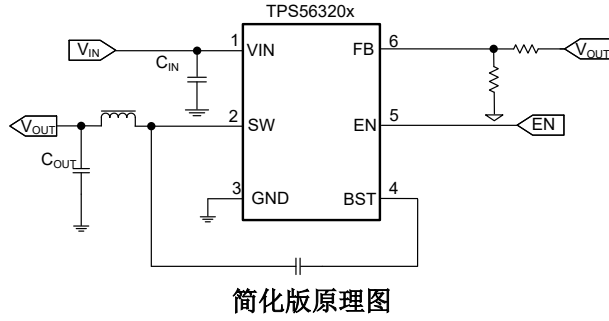 TPS56320x
VIN
1
VIN
FB
6
VOUT
CIN
VOUT
2
SW
EN
5
EN
COUT
3
GND
BST
4
简化版原理图